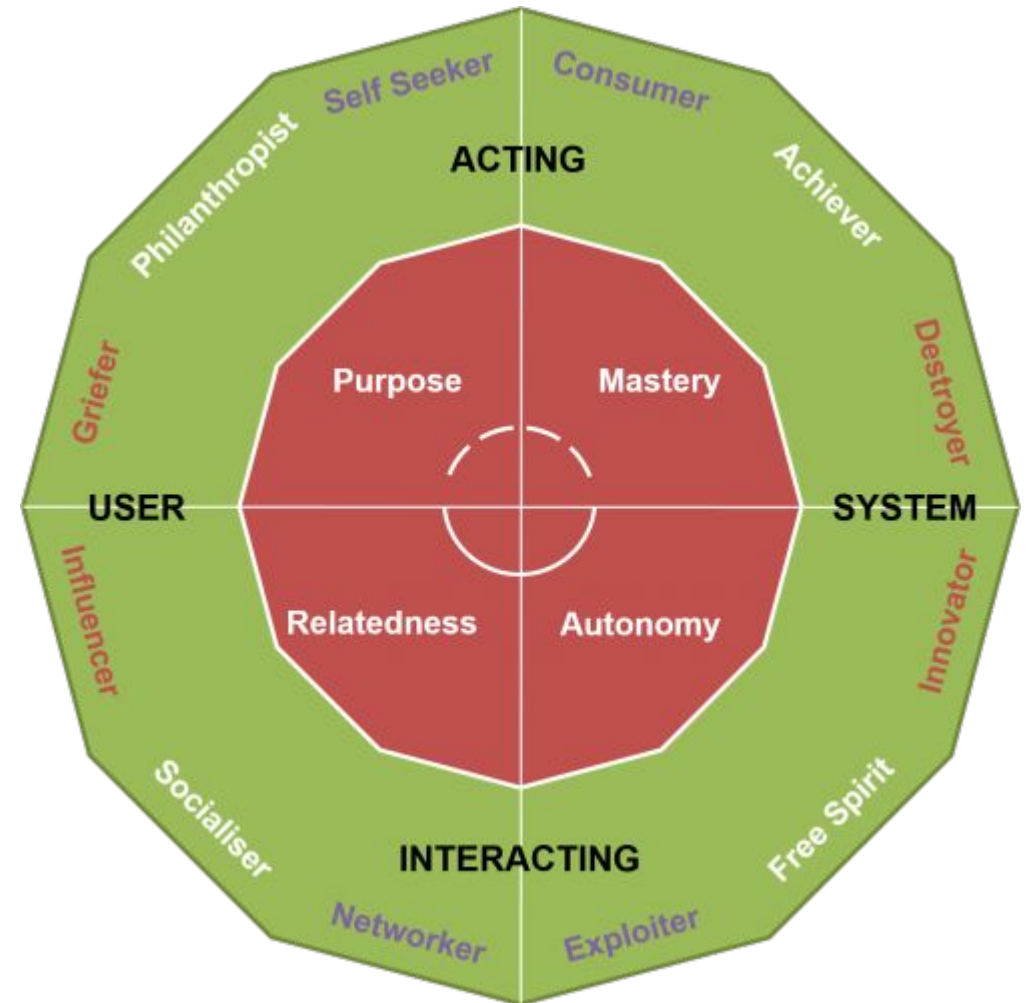 Self Seeker
Consumer
ACTING
Philanthropist
Achiever
Griefer
Destroyer
Purpose
Mastery
USER
SYSTEM
Influencer
Innovator
Relatedness
Autonomy
Socialiser
Free Spirit
INTERACTING
Networker
Exploiter